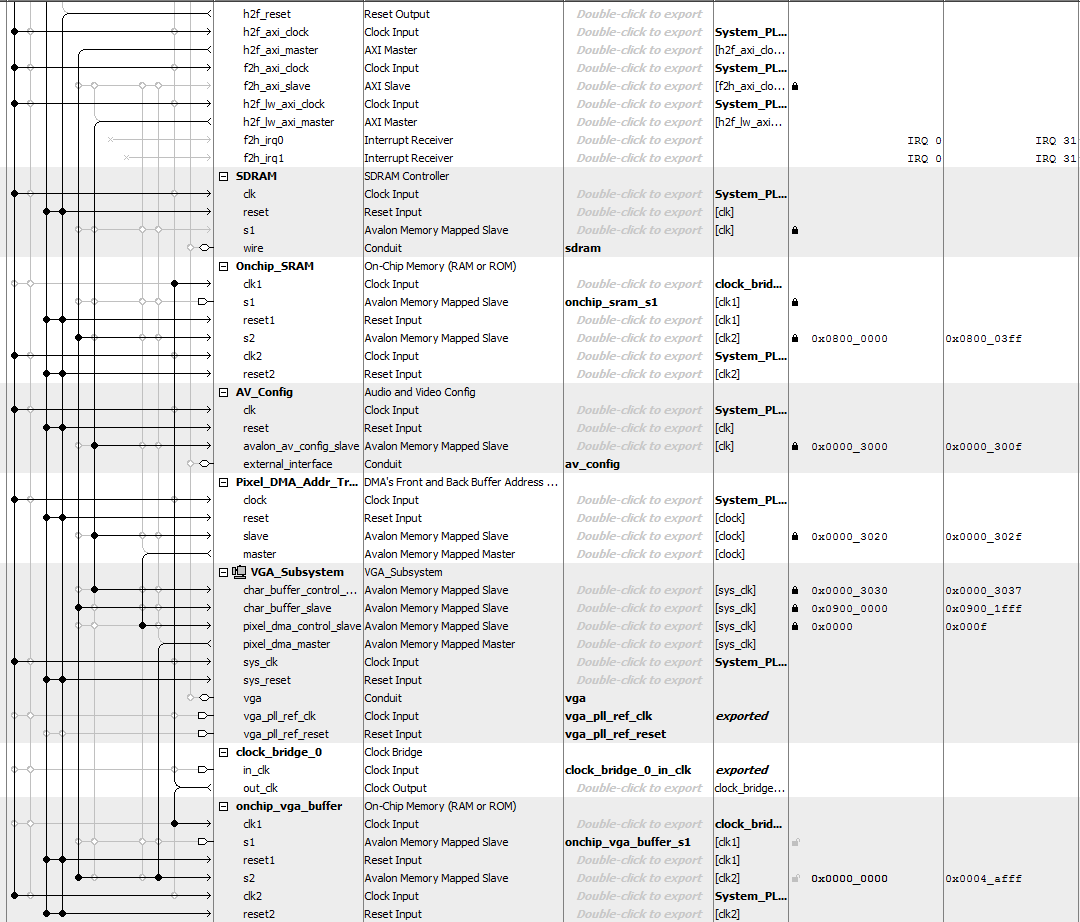 h2f_reset Reset Output Double-click to export
h2f_axi_clock Clock Input Double-click to export System_PL...
h2f_axi_master AXI Master Double-click to export [h2f_axi_clo...
f2h_axi_clock Clock Input Double-click to export System_PL...
f2h_axi_slave AXI Slave Double-click to export [f2h_axi_clo...
h2f_lw_axi_clock Clock Input Double-click to export System_PL...
h2f_lw_axi_master AXI Master Double-click to export [h2f_lw_axi...
f2h_irq0 Interrupt Receiver Double-click to export IRQ 0 IRQ 31
f2h_irq1 Interrupt Receiver Double-click to export IRQ 0 IRQ 31
SDRAM SDRAM Controller
clk Clock Input Double-click to export System_PL...
reset Reset Input Double-click to export [clk]
s1 Avalon Memory Mapped Slave Double-click to export [clk]
wire Conduit sdram
Onchip_SRAM On-Chip Memory (RAM or ROM)
clk1 Clock Input Double-click to export clock_brid...
s1 Avalon Memory Mapped Slave onchip_sram_s1 [clk1]
reset1 Reset Input Double-click to export [clk1]
s2 Avalon Memory Mapped Slave Double-click to export [clk2] 0x0800_0000 0x0800_03ff
clk2 Clock Input Double-click to export System_PL...
reset2 Reset Input Double-click to export [clk2]
AV_Config Audio and Video Config
clk Clock Input Double-click to export System_PL...
reset Reset Input Double-click to export [clk]
avalon_av_config_slave Avalon Memory Mapped Slave Double-click to export [clk] 0x0000_3000 0x0000_300f
external_interface Conduit av_config
Pixel_DMA_Addr_Tr... DMA's Front and Back Buffer Address ...
clock Clock Input Double-click to export System_PL...
reset Reset Input Double-click to export [clock]
slave Avalon Memory Mapped Slave Double-click to export [clock] 0x0000_3020 0x0000_302f
master Avalon Memory Mapped Master Double-click to export [clock]
VGA_Subsystem VGA_Subsystem
char_buffer_control_... Avalon Memory Mapped Slave Double-click to export [sys_clk] 0x0000_3030 0x0000_3037
char_buffer_slave Avalon Memory Mapped Slave Double-click to export [sys_clk] 0x0900_0000 0x0900_1fff
pixel_dma_control_slave Avalon Memory Mapped Slave Double-click to export [sys_clk] 0x0000 0x000f
pixel_dma_master Avalon Memory Mapped Master Double-click to export [sys_clk]
sys_clk Clock Input Double-click to export System_PL...
sys_reset Reset Input Double-click to export
vga Conduit vga
vga_pll_ref_clk Clock Input vga_pll_ref_clk exported
vga_pll_ref_reset Reset Input vga_pll_ref_reset
clock_bridge_0 Clock Bridge
in_clk Clock Input clock_bridge_0_in_clk exported
out_clk Clock Output Double-click to export clock_bridge...
onchip_vga_buffer On-Chip Memory (RAM or ROM)
clk1 Clock Input Double-click to export clock_brid...
s1 Avalon Memory Mapped Slave onchip_vga_buffer_s1 [clk1]
reset1 Reset Input Double-click to export [clk1]
s2 Avalon Memory Mapped Slave Double-click to export [clk2] 0x0000_0000 0x0004_afff
clk2 Clock Input Double-click to export System_PL...
reset2 Reset Input Double-click to export [clk2]